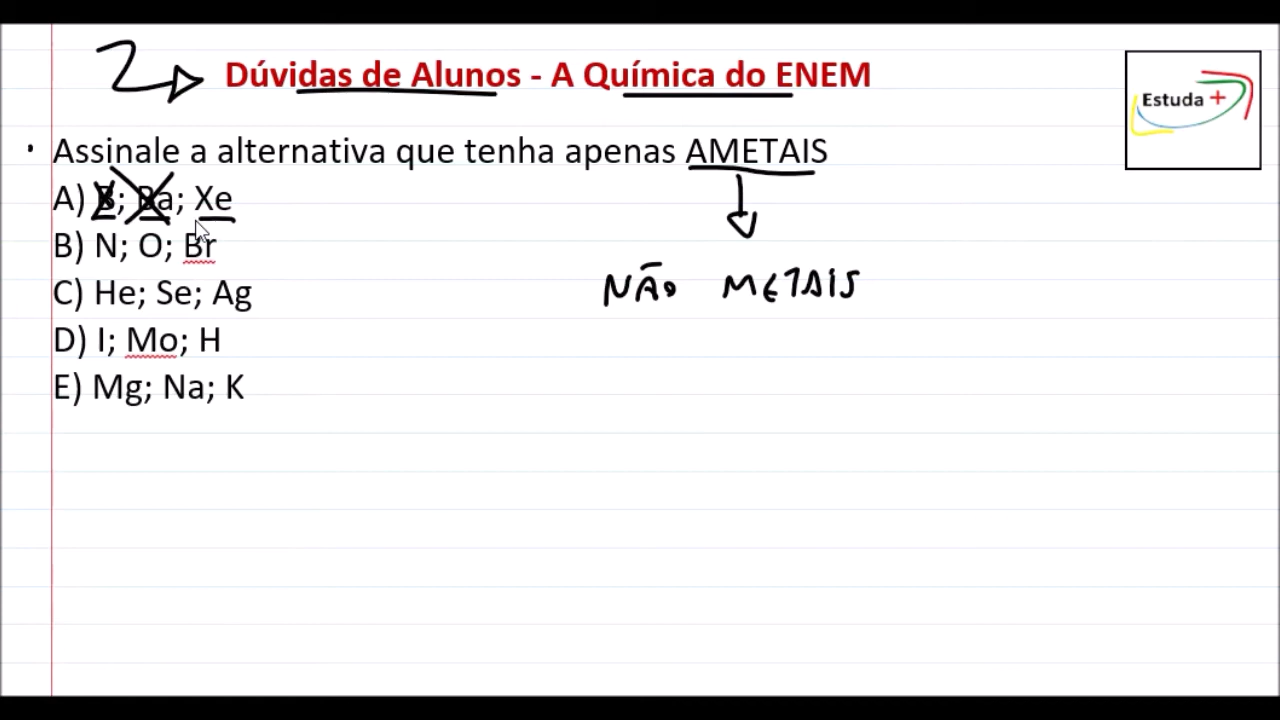 Dúvidas de Alunos - A Química do ENEM
Estuda +
• Assinale a alternativa que tenha apenas AMETAIS
A) B; Ba; Xe
B) N; O; Br
NÃO METAIS
C) He; Se; Ag
D) I; Mo; H
E) Mg; Na; K